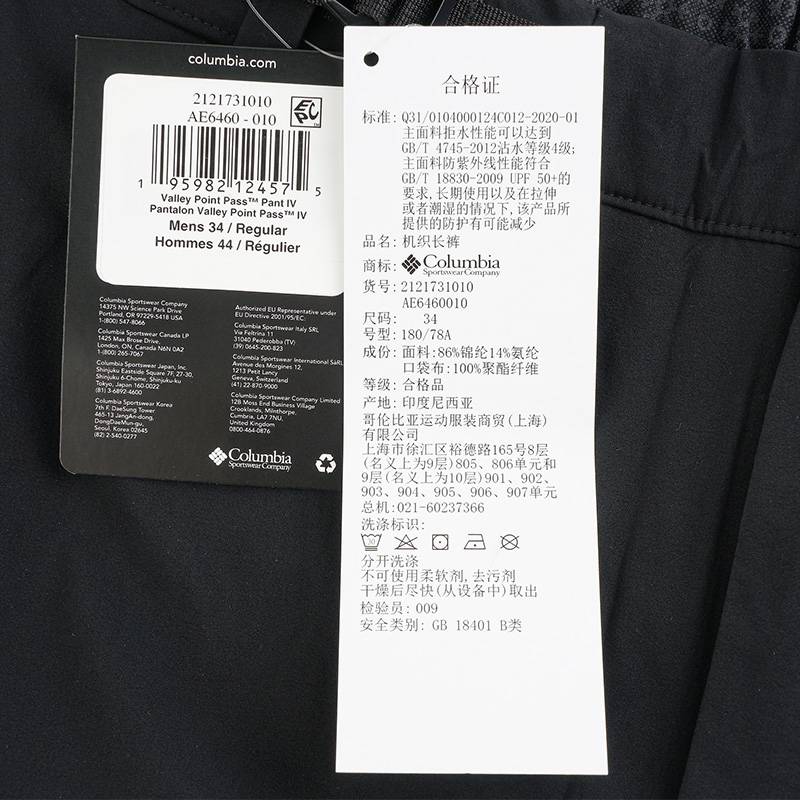 columbia.com
2121731010
AE6460 - 010
EPC
1 95982 12457 5
Valley Point Pass™ Pant IV
Pantalon Valley Point Pass™ IV
Mens 34 / Regular
Hommes 44 / Régulier
Columbia Sportswear Company
14375 NW Science Park Drive
Portland, OR 97229-5418 USA
1-(800) 547-8066
Columbia Sportswear Canada LP
1425 Max Brose Drive,
London, ON, Canada N6N 0A2
1-(800) 265-7067
Columbia Sportswear Japan, Inc.
Shinjuku Eastside Square 7F, 27-30,
Shinjuku 6-Chome, Shinjuku-ku
Tokyo, Japan 160-0022
(81) 3-6892-4600
Columbia Sportswear Korea
7th F. DaeSung Tower
465-13 JangAn-dong,
DongDaeMun-gu,
Seoul, Korea 02645
(82) 2-540-0277
Authorized EU Representative under
EU Directive 2001/95/EC:
Columbia Sportswear Italy SRL
Via Feltrina 11
31040 Pederobba (TV)
(39) 0645-200-823
Columbia Sportswear International SàRL
Avenue des Morgines 12,
1213 Petit Lancy
Geneva, Switzerland
(41) 22-870-9000
Columbia Sportswear Company Limited
12B Moss End Business Village
Crooklands, Milnthorpe,
Cumbria, LA7 7NU,
United Kingdom
0800-464-0876
Columbia
Sportswear Company
合格证
标准: Q31/0104000124C012-2020-01
主面料拒水性能可以达到
GB/T 4745-2012沾水等级4级;
主面料防紫外线性能符合
GB/T 18830-2009 UPF 50+的
要求,长期使用以及在拉伸
或者潮湿的情况下,该产品所
提供的防护有可能减少
品名: 机织长裤
商标: Columbia
Sportswear Company
货号: 2121731010
AE6460010
尺码: 34
号型: 180/78A
成份: 面料:86%锦纶14%氨纶
口袋布:100%聚酯纤维
等级: 合格品
产地: 印度尼西亚
哥伦比亚运动服装商贸(上海)
有限公司
上海市徐汇区裕德路165号8层
(名义上为9层)805、806单元和
9层(名义上为10层)901、902、
903、904、905、906、907单元
总机:021-60237366
洗涤标识:
30
分开洗涤
不可使用柔软剂,去污剂
干燥后尽快(从设备中)取出
检验员: 009
安全类别: GB 18401 B类